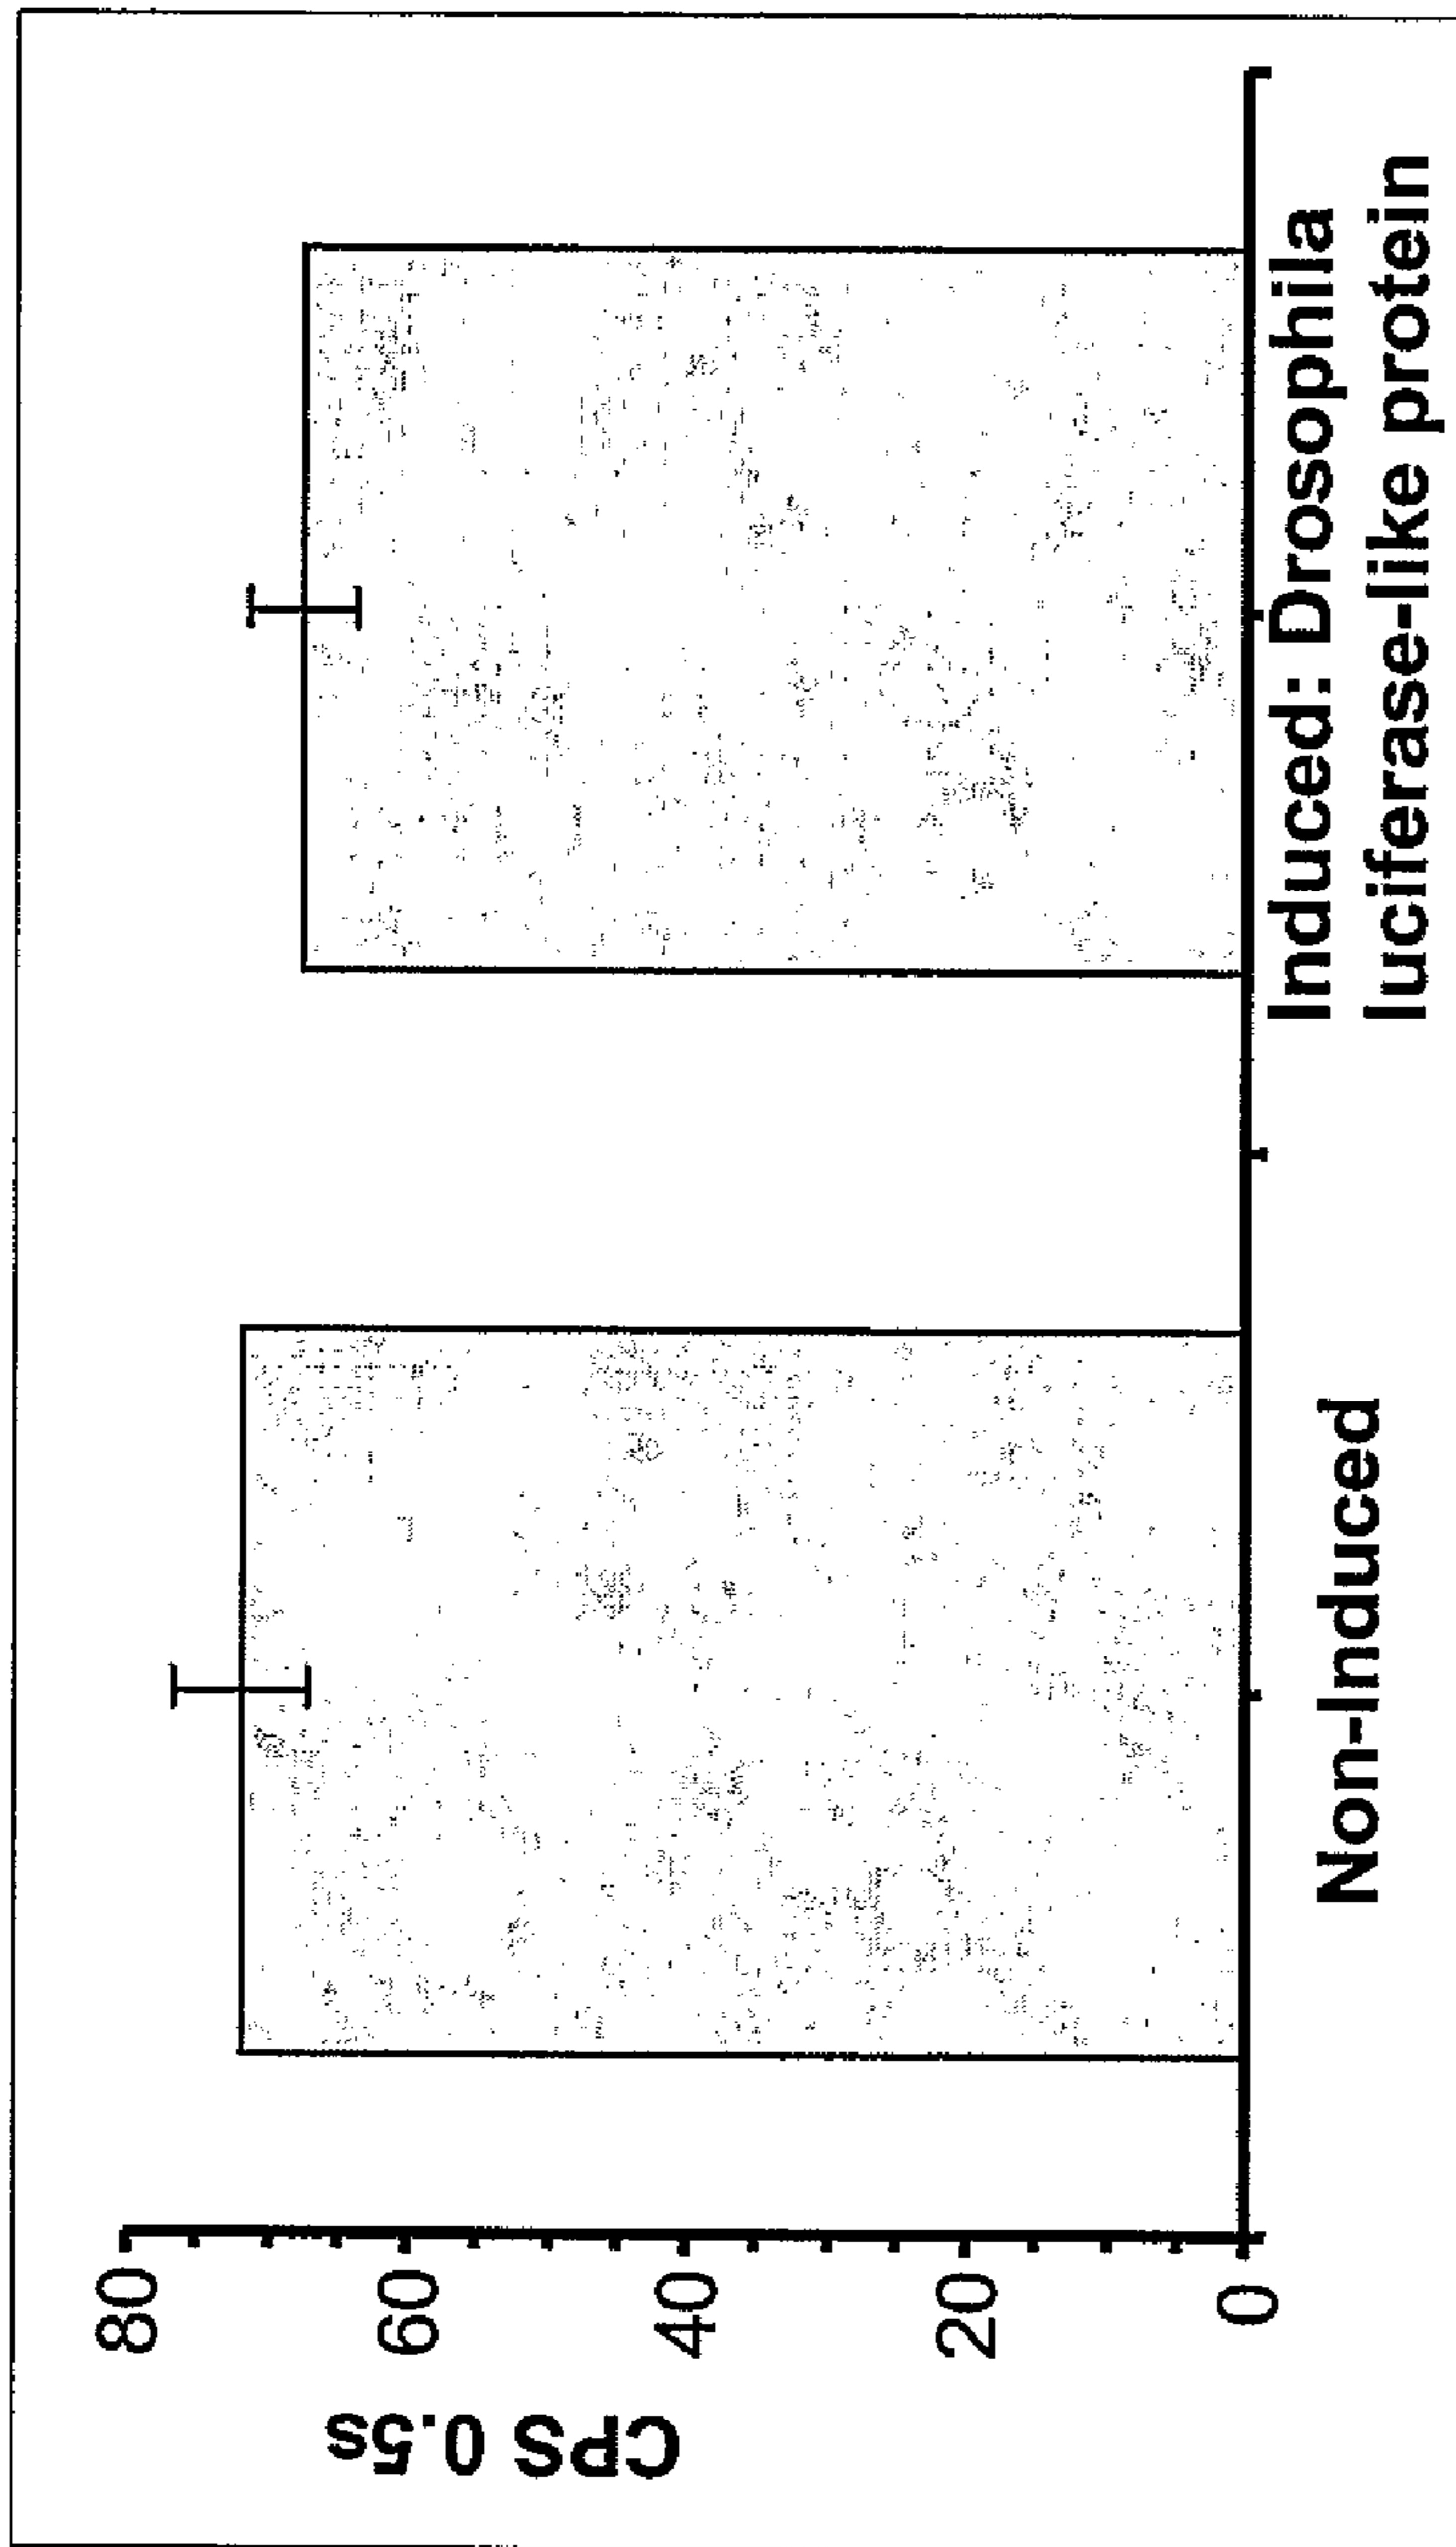 CPS 0.5s
80
60
40
20
0
Non-Induced
Induced: Drosophila
luciferase-like protein